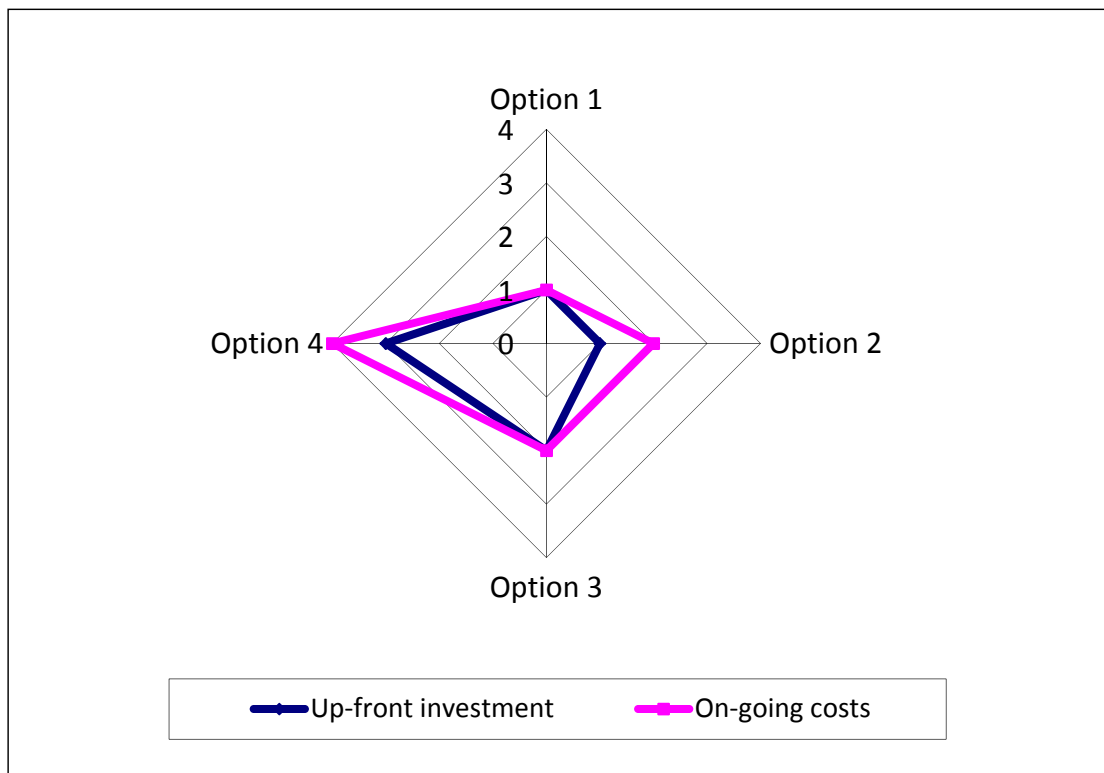 Option 1
4
3
2
1
0
Option 4
Option 2
Option 3
Up-front investment
On-going costs